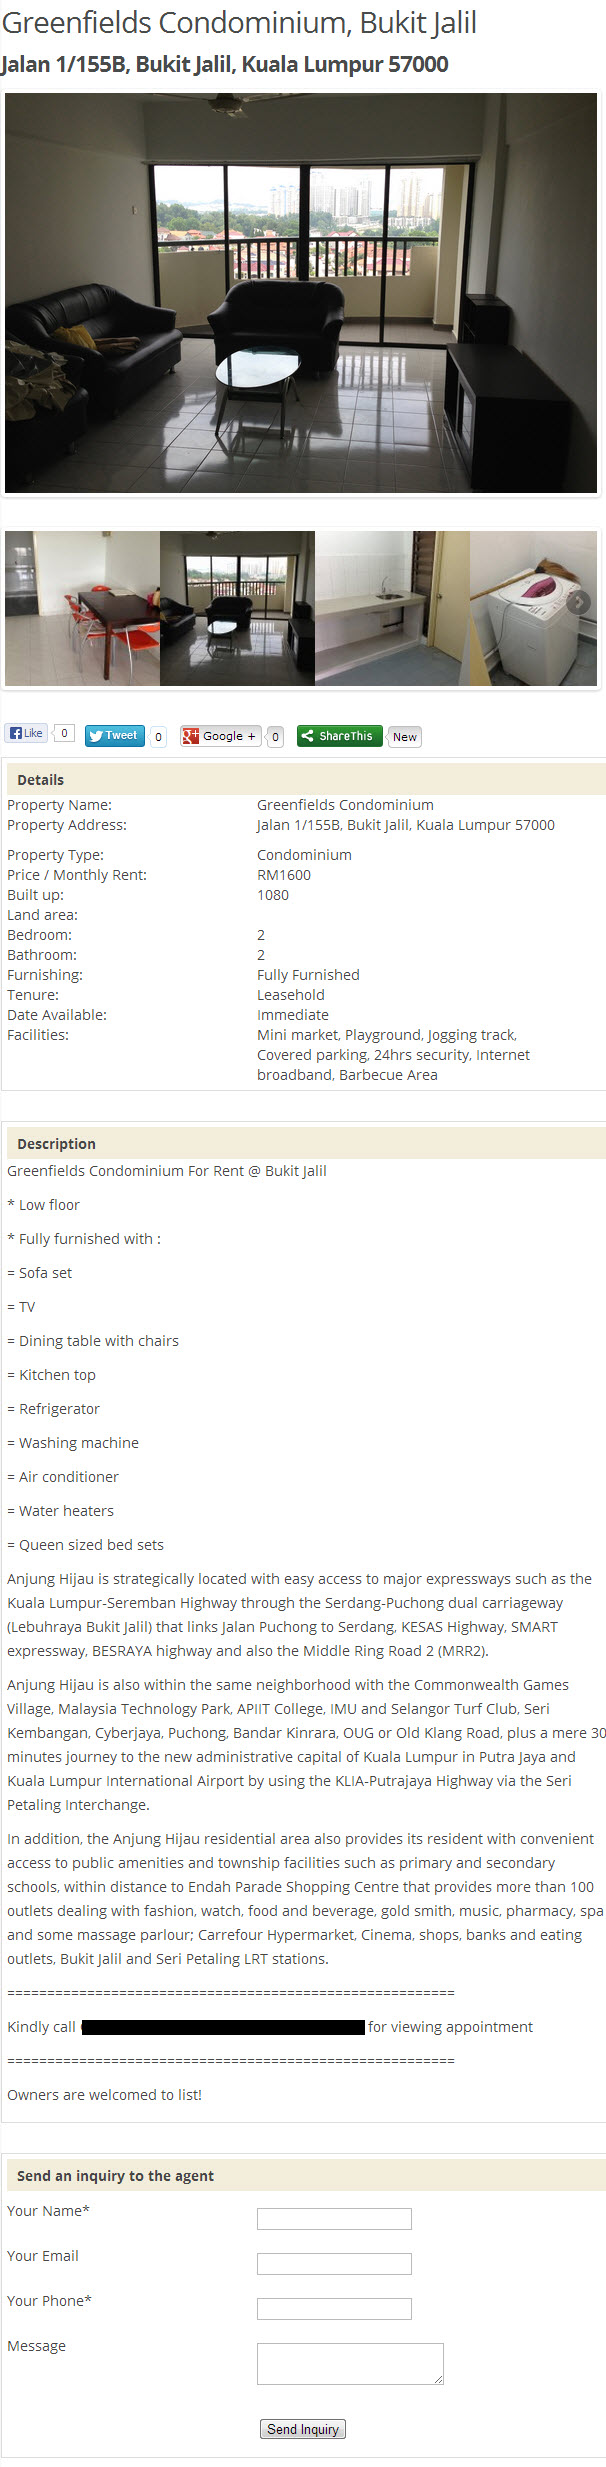 Greenfields Condominium, Bukit Jalil
Jalan 1/155B, Bukit Jalil, Kuala Lumpur 57000
Like 0 Tweet 0 Google + 0 ShareThis New
Details
Property Name: Greenfields Condominium
Property Address: Jalan 1/155B, Bukit Jalil, Kuala Lumpur 57000
Property Type: Condominium
Price / Monthly Rent: RM1600
Built up: 1080
Land area:
Bedroom: 2
Bathroom: 2
Furnishing: Fully Furnished
Tenure: Leasehold
Date Available: Immediate
Facilities: Mini market, Playground, Jogging track,
Covered parking, 24hrs security, Internet
broadband, Barbecue Area
Description
Greenfields Condominium For Rent @ Bukit Jalil
* Low floor
* Fully furnished with :
= Sofa set
= TV
= Dining table with chairs
= Kitchen top
= Refrigerator
= Washing machine
= Air conditioner
= Water heaters
= Queen sized bed sets
Anjung Hijau is strategically located with easy access to major expressways such as the
Kuala Lumpur-Seremban Highway through the Serdang-Puchong dual carriageway
(Lebuhraya Bukit Jalil) that links Jalan Puchong to Serdang, KESAS Highway, SMART
expressway, BESRAYA highway and also the Middle Ring Road 2 (MRR2).
Anjung Hijau is also within the same neighborhood with the Commonwealth Games
Village, Malaysia Technology Park, APIIT College, IMU and Selangor Turf Club, Seri
Kembangan, Cyberjaya, Puchong, Bandar Kinrara, OUG or Old Klang Road, plus a mere 30
minutes journey to the new administrative capital of Kuala Lumpur in Putra Jaya and
Kuala Lumpur International Airport by using the KLIA-Putrajaya Highway via the Seri
Petaling Interchange.
In addition, the Anjung Hijau residential area also provides its resident with convenient
access to public amenities and township facilities such as primary and secondary
schools, within distance to Endah Parade Shopping Centre that provides more than 100
outlets dealing with fashion, watch, food and beverage, gold smith, music, pharmacy, spa
and some massage parlour; Carrefour Hypermarket, Cinema, shops, banks and eating
outlets, Bukit Jalil and Seri Petaling LRT stations.
========================================================
Kindly call for viewing appointment
========================================================
Owners are welcomed to list!
Send an inquiry to the agent
Your Name*
Your Email
Your Phone*
Message
Send Inquiry